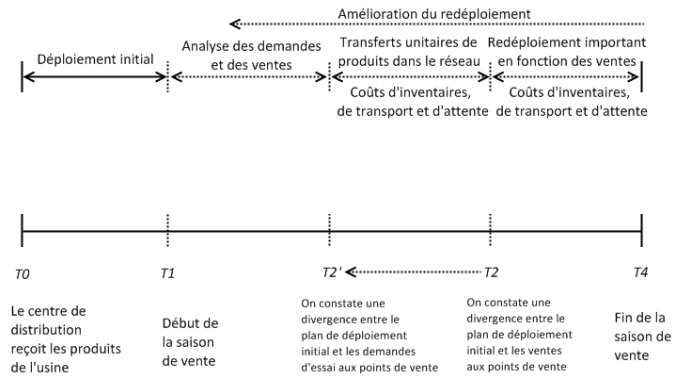 Amélioration du redéploiement
Déploiement initial
Analyse des demandes
et des ventes
Transferts unitaires de
produits dans le réseau
Redéploiement important
en fonction des ventes
Coûts d'inventaires,
de transport et d'attente
Coûts d'inventaires,
de transport et d'attente
T0
T1
T2'
T2
T4
Le centre de
distribution
reçoit les produits
de l'usine
Début de
la saison
de vente
On constate une
divergence entre le
plan de déploiement
initial et les demandes
d'essai aux points de vente
On constate une
divergence entre le
plan de déploiement
initial et les ventes
aux points de vente
Fin de la
saison de
vente